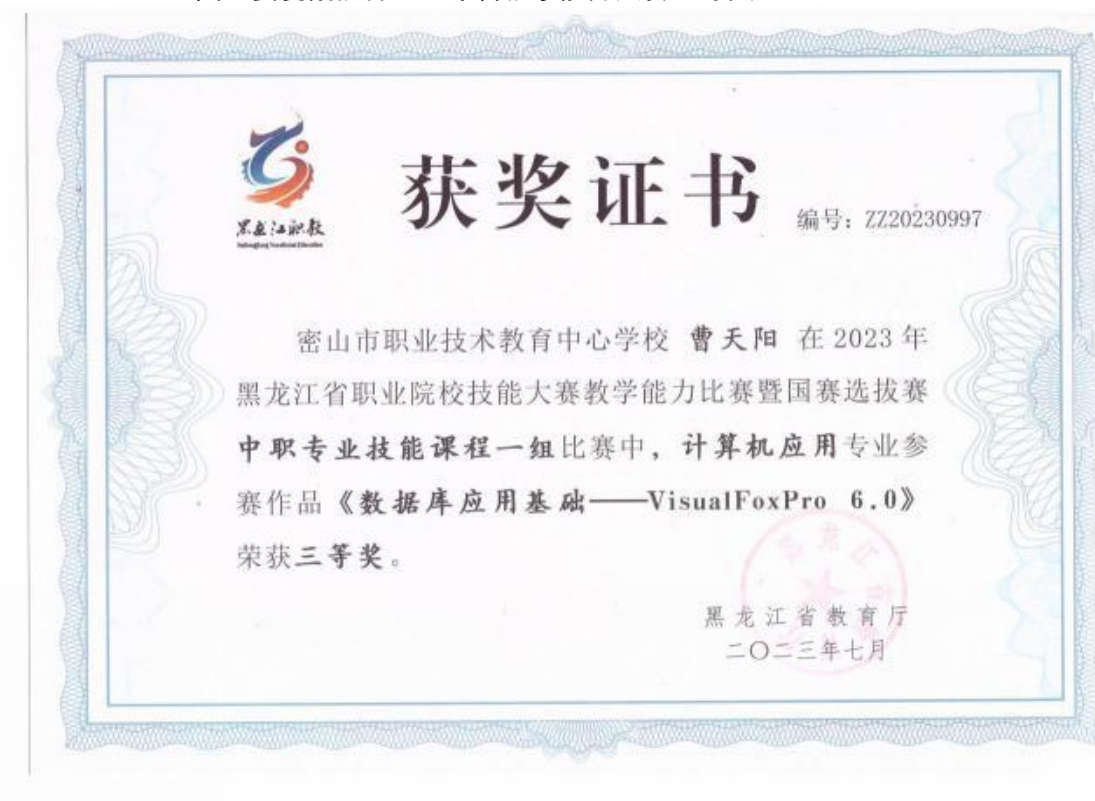 黑龙江职教
Heilongjiang Vocational Education
获奖证书
编号：ZZ20230997
密山市职业技术教育中心学校 曹天阳 在 2023 年
黑龙江省职业院校技能大赛教学能力比赛暨国赛选拔赛
中职专业技能课程一组比赛中，计算机应用专业参
赛作品《数据库应用基础——VisualFoxPro 6.0》
荣获三等奖。
黑龙江省教育厅
二〇二三年七月